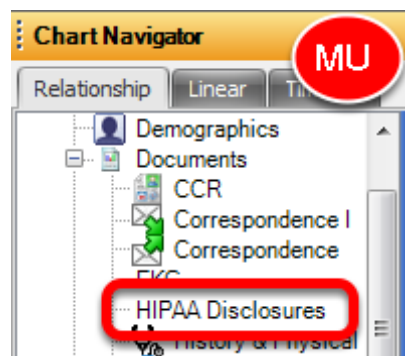 Chart Navigator
MU
Relationship
Linear
Demographics
Documents
CCR
Correspondence I
Correspondence
EKG
HIPAA Disclosures
History & Physical